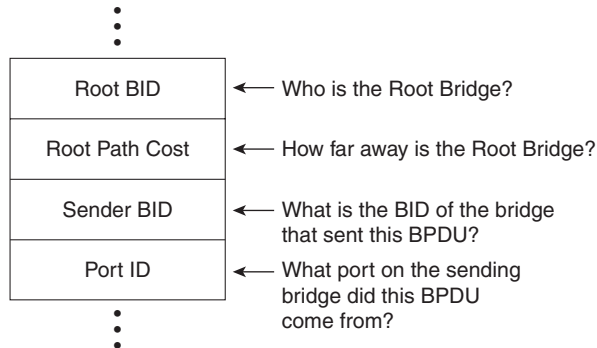 Root BID
Who is the Root Bridge?
Root Path Cost
How far away is the Root Bridge?
Sender BID
What is the BID of the bridge
that sent this BPDU?
Port ID
What port on the sending
bridge did this BPDU
come from?